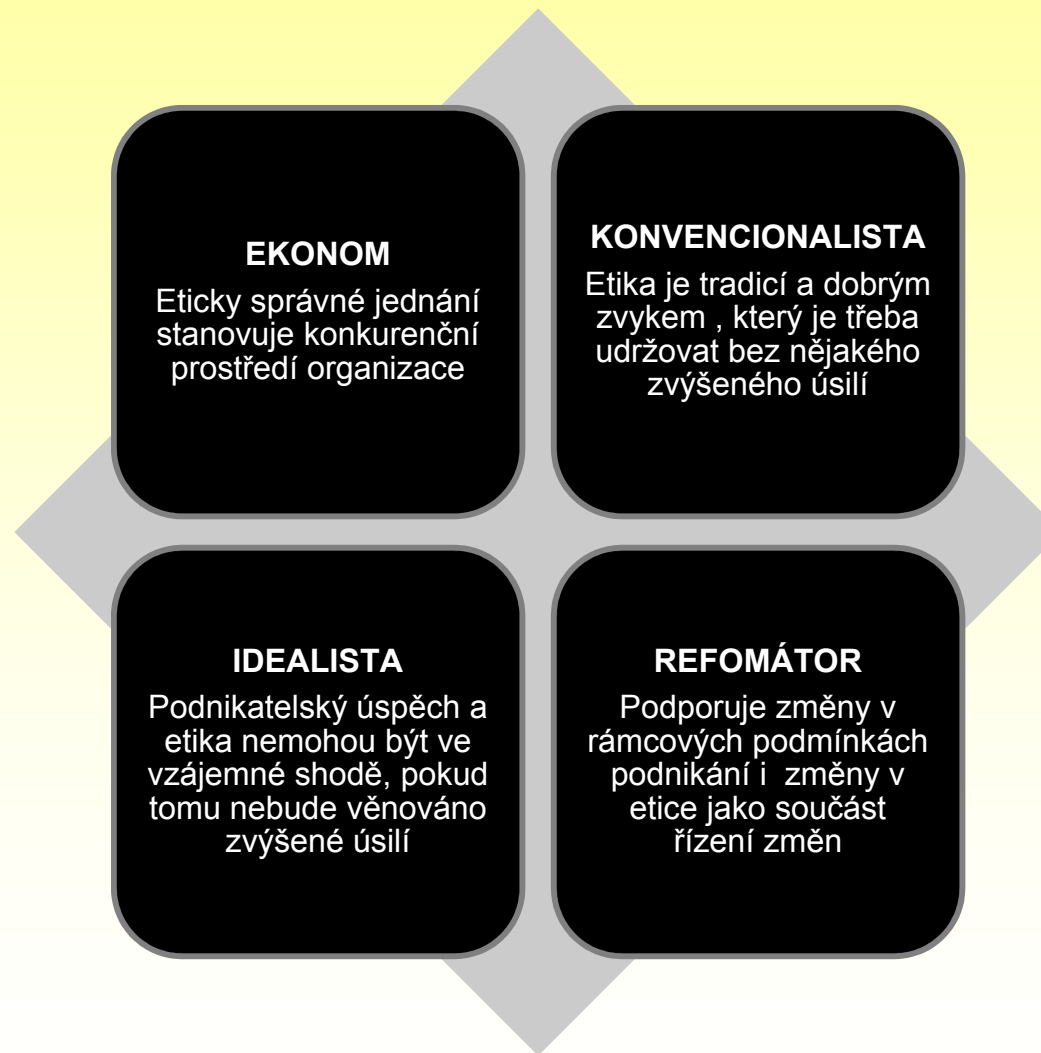 EKONOM
Eticky správné jednání
stanovuje konkurenční
prostředí organizace
KONVENCIONALISTA
Etika je tradicí a dobrým
zvykem , který je třeba
udržovat bez nějakého
zvýšeného úsilí
IDEALISTA
Podnikatelský úspěch a
etika nemohou být ve
vzájemné shodě, pokud
tomu nebude věnováno
zvýšené úsilí
REFOMÁTOR
Podporuje změny v
rámcových podmínkách
podnikání i  změny v
etice jako součást
řízení změn